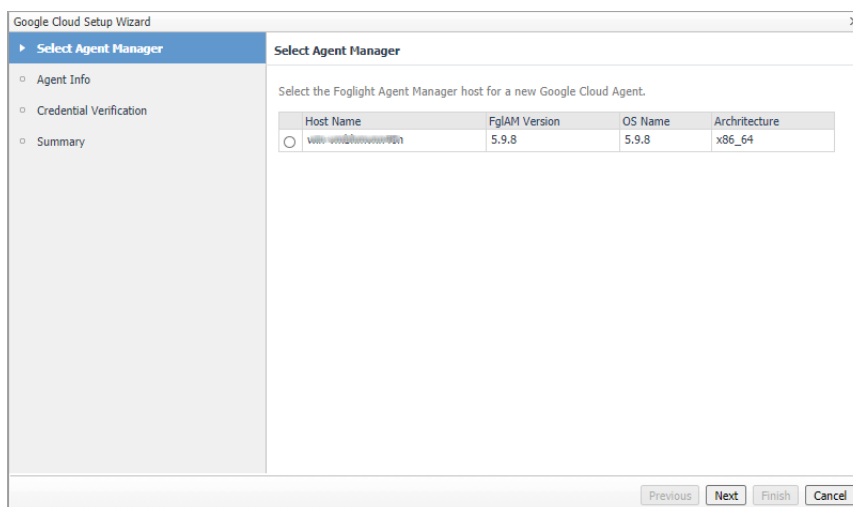 Google Cloud Setup Wizard
Select Agent Manager
Agent Info
Credential Verification
Summary
Select Agent Manager
Select the Foglight Agent Manager host for a new Google Cloud Agent.
Host Name FglAM Version OS Name Archritecture
5.9.8 5.9.8 x86_64
Previous Next Finish Cancel